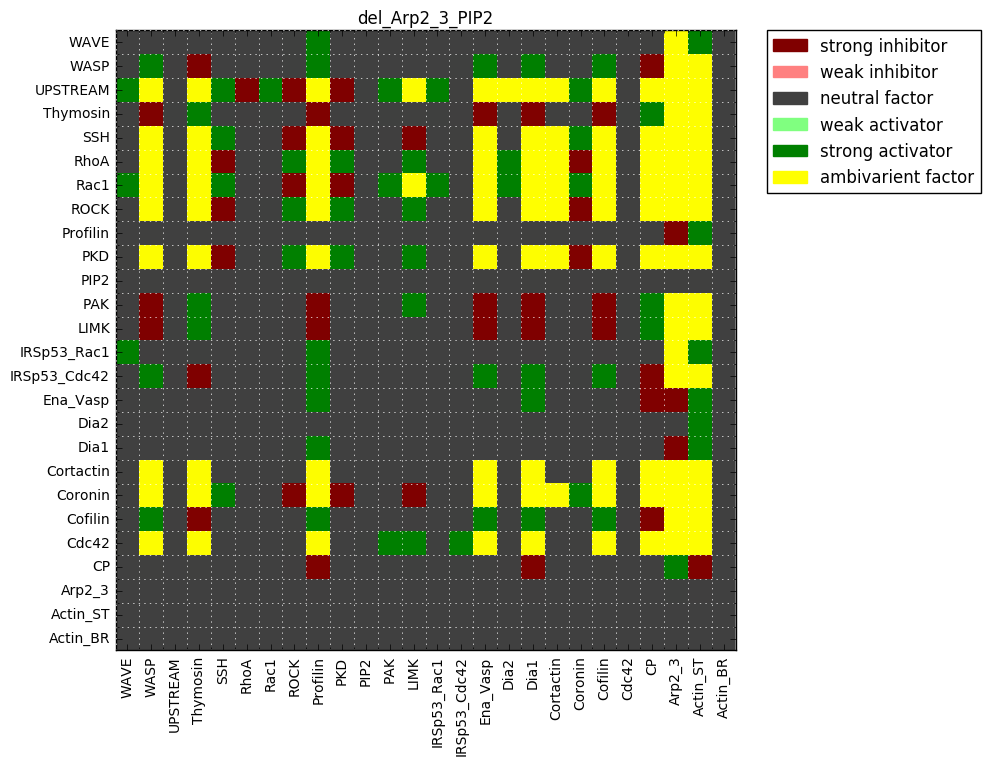 del_Arp2_3_PIP2
WAVE
WASP
UPSTREAM
Thymosin
SSH
RhoA
Rac1
ROCK
Profilin
PKD
PIP2
PAK
LIMK
IRSp53_Rac1
IRSp53_Cdc42
Ena_Vasp
Dia2
Dia1
Cortactin
Coronin
Cofilin
Cdc42
CP
Arp2_3
Actin_ST
Actin_BR
WAVE
WASP
UPSTREAM
Thymosin
SSH
RhoA
Rac1
ROCK
Profilin
PKD
PIP2
PAK
LIMK
IRSp53_Rac1
IRSp53_Cdc42
Ena_Vasp
Dia2
Dia1
Cortactin
Coronin
Cofilin
Cdc42
CP
Arp2_3
Actin_ST
Actin_BR
strong inhibitor
weak inhibitor
neutral factor
weak activator
strong activator
ambivarient factor